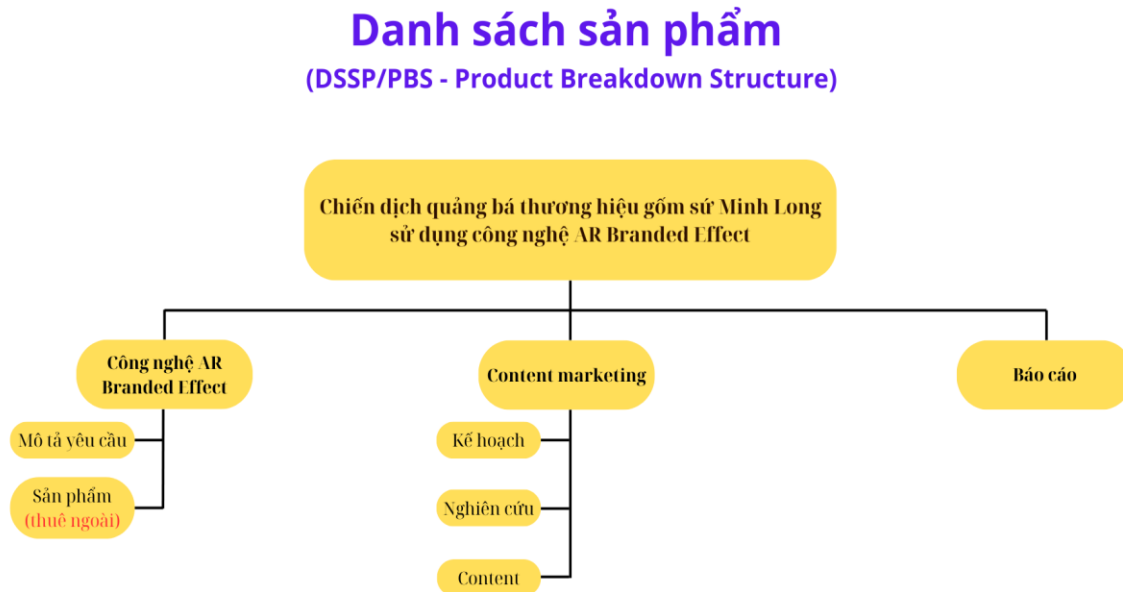 Danh sách sản phẩm
(DSSP/PBS - Product Breakdown Structure)
Chiến dịch quảng bá thương hiệu gốm sứ Minh Long
sử dụng công nghệ AR Branded Effect
Công nghệ AR
Branded Effect
Mô tả yêu cầu
Sản phẩm
(thuê ngoài)
Content marketing
Kế hoạch
Nghiên cứu
Content
Báo cáo